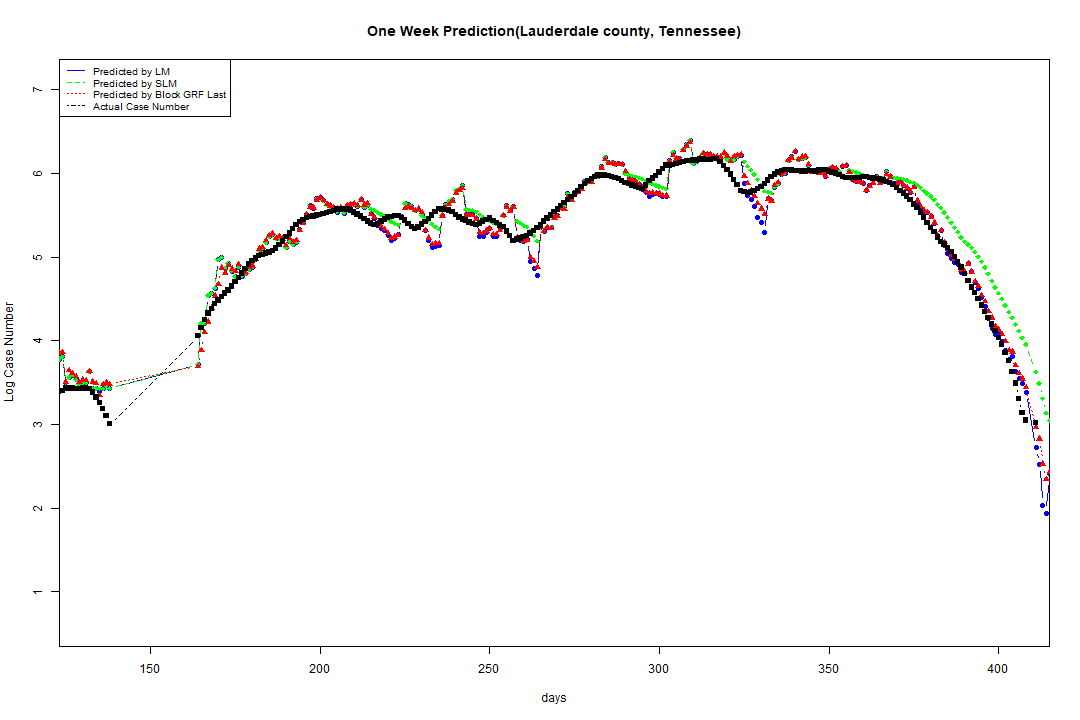 One Week Prediction(Lauderdale county, Tennessee)
Predicted by LM
Predicted by SLM
Predicted by Block GRF Last
Actual Case Number
7
6
5
4
3
2
1
Log Case Number
150 200 250 300 350 400
days